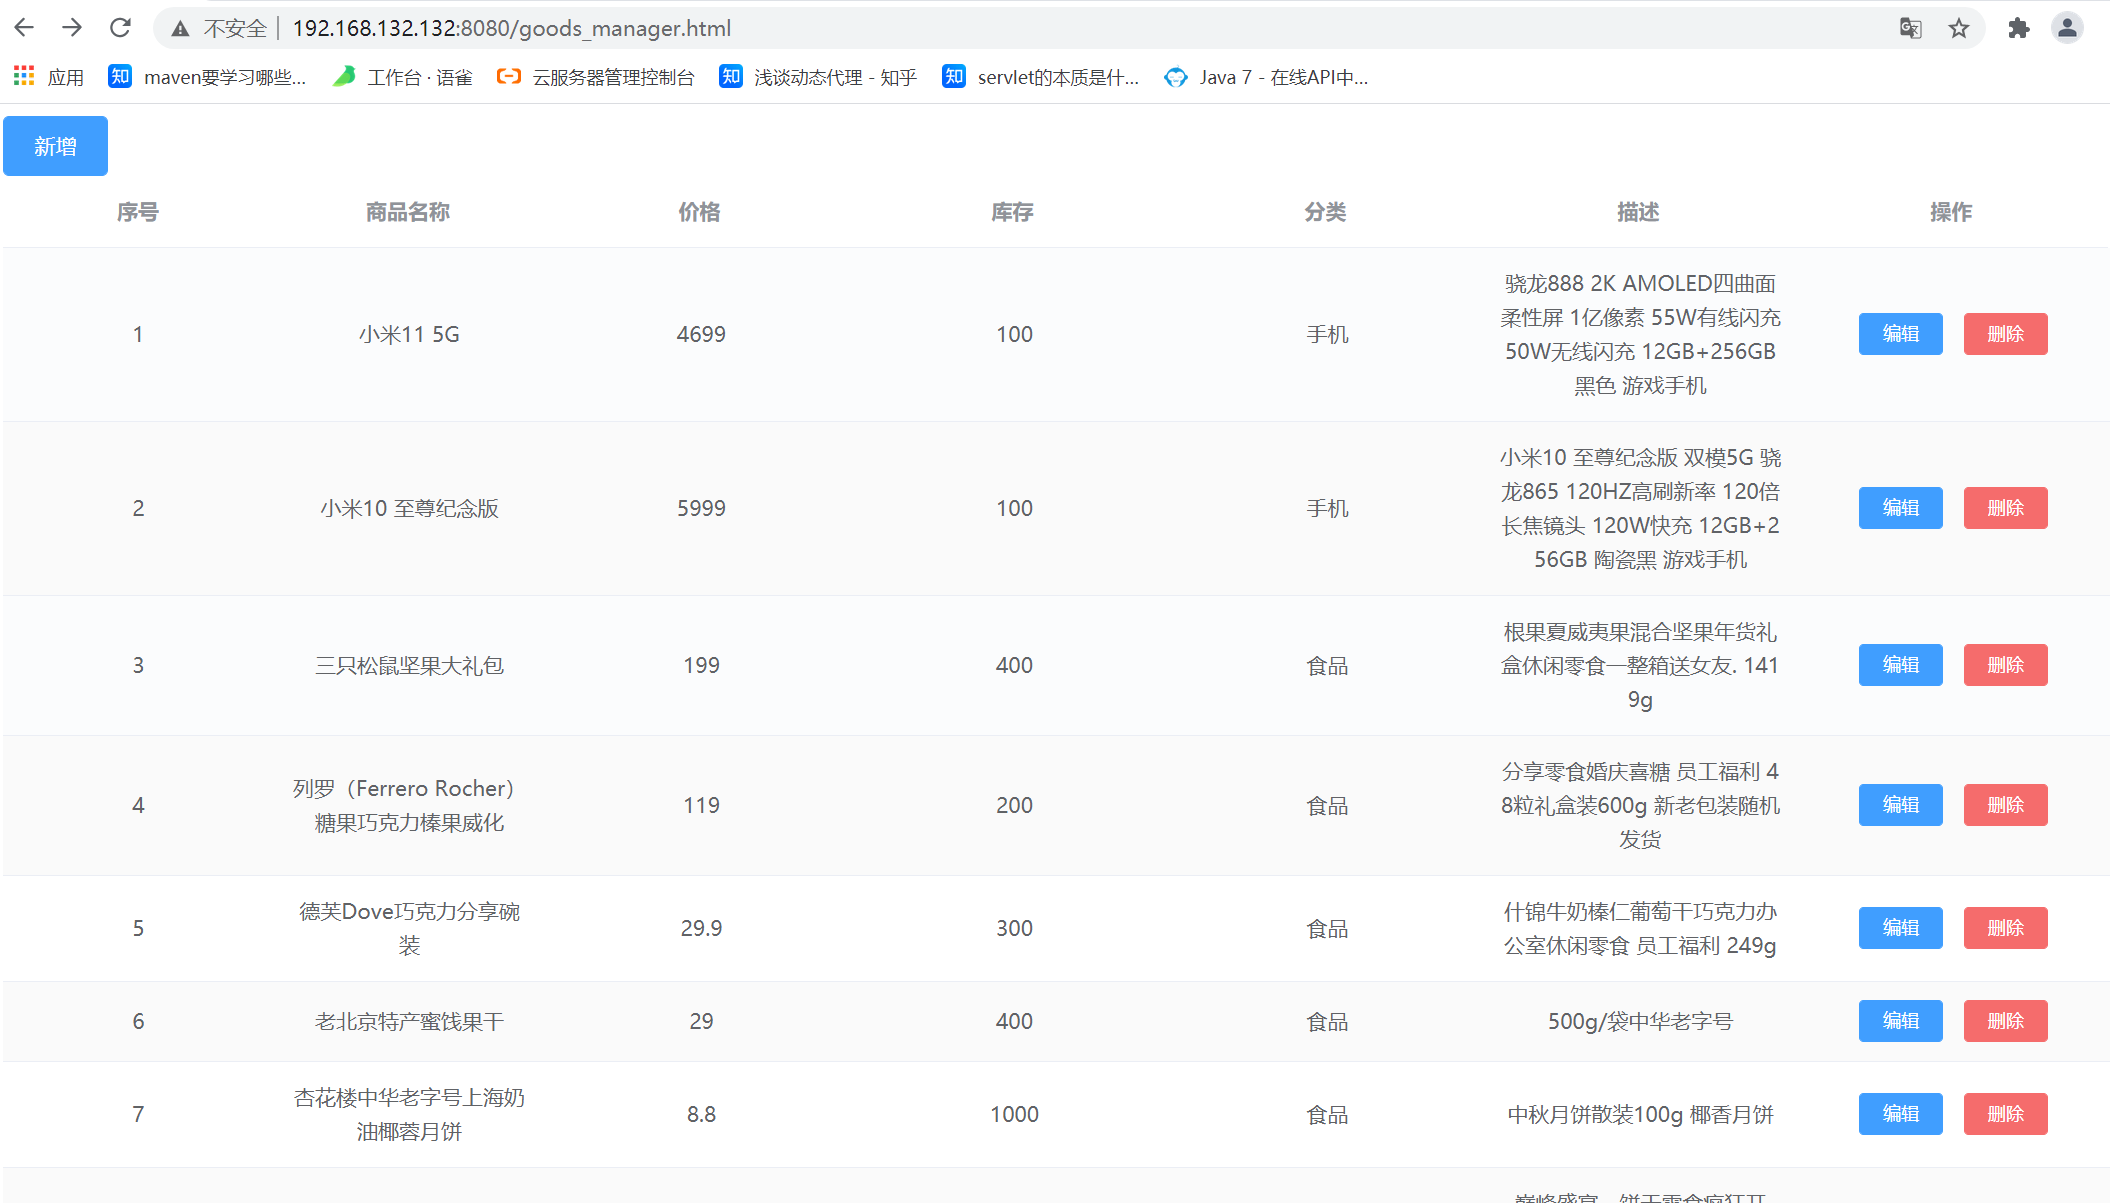 不安全 | 192.168.132.132:8080/goods_manager.html
应用 知 maven要学习哪些... 工作台 · 语雀 云服务器管理控制台 知 浅谈动态代理 - 知乎 知 servlet的本质是什... Java 7 - 在线API中...
新增
序号 商品名称 价格 库存 分类 描述 操作
骁龙888 2K AMOLED四曲面
1 小米11 5G 4699 100 手机 柔性屏 1亿像素 55W有线闪充 编辑 删除
50W无线闪充 12GB+256GB
黑色 游戏手机
小米10 至尊纪念版 双模5G 骁
2 小米10 至尊纪念版 5999 100 手机 龙865 120HZ高刷新率 120倍 编辑 删除
长焦镜头 120W快充 12GB+2
56GB 陶瓷黑 游戏手机
根果夏威夷果混合坚果年货礼
3 三只松鼠坚果大礼包 199 400 食品 盒休闲零食一整箱送女友. 141 编辑 删除
9g
列罗（Ferrero Rocher） 分享零食婚庆喜糖 员工福利 4
4 119 200 食品 8粒礼盒装600g 新老包装随机 编辑 删除
糖果巧克力榛果威化 发货
德芙Dove巧克力分享碗 什锦牛奶榛仁葡萄干巧克力办
5 29.9 300 食品 编辑 删除
装 公室休闲零食 员工福利 249g
6 老北京特产蜜饯果干 29 400 食品 500g/袋中华老字号 编辑 删除
杏花楼中华老字号上海奶
7 8.8 1000 食品 中秋月饼散装100g 椰香月饼 编辑 删除
油椰蓉月饼